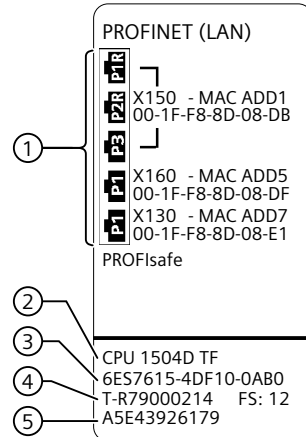 PROFINET (LAN)
P1R
P2R
X150 - MAC ADD1
00-1F-F8-8D-08-DB
P3
1
P1
X160 - MAC ADD5
00-1F-F8-8D-08-DF
P1
X130 - MAC ADD7
00-1F-F8-8D-08-E1
PROFIsafe
2
CPU 1504D TF
3
6ES7615-4DF10-0AB0
4
T-R79000214 FS: 12
5
A5E43926179